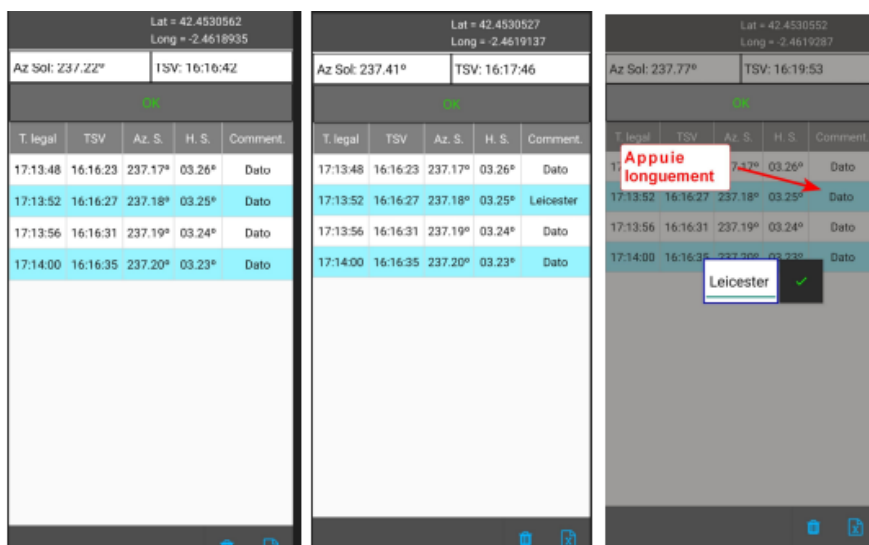 Lat = 42.4530562
Long = -2.4618935
Az Sol: 237.22º TSV: 16:16:42
OK
T. legal TSV Az. S. H. S. Comment.
17:13:48 16:16:23 237.17º 03.26º Dato
17:13:52 16:16:27 237.18º 03.25º Dato
17:13:56 16:16:31 237.19º 03.24º Dato
17:14:00 16:16:35 237.20º 03.23º Dato
Lat = 42.4530527
Long = -2.4619137
Az Sol: 237.41º TSV: 16:17:46
OK
T. legal TSV Az. S. H. S. Comment.
17:13:48 16:16:23 237.17º 03.26º Dato
17:13:52 16:16:27 237.18º 03.25º Leicester
17:13:56 16:16:31 237.19º 03.24º Dato
17:14:00 16:16:35 237.20º 03.23º Dato
Lat = 42.4530552
Long = -2.4619287
Az Sol: 237.77º TSV: 16:19:53
OK
T. legal TSV Az. S. H. S. Comment.
Appuie
longuement
03.26º Dato
17:13:52 16:16:27 237.18º 03.25º Dato
17:13:56 16:16:31 237.19º 03.24º Dato
17:14:00 16:16:35 237.20º 03.23º Dato
Leicester